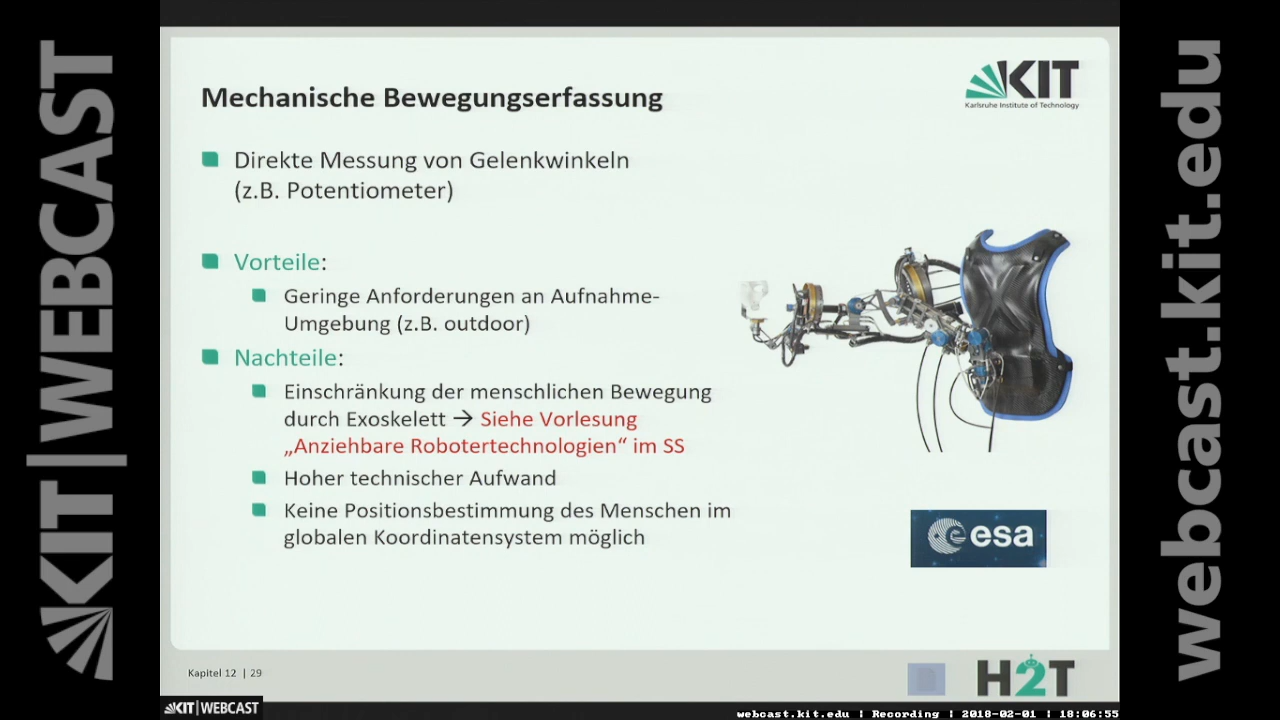 KIT|WEBCAST
webcast.kit.edu
KIT
Karlsruhe Institute of Technology
Mechanische Bewegungserfassung
Direkte Messung von Gelenkwinkeln
(z.B. Potentiometer)
Vorteile:
Geringe Anforderungen an Aufnahme-
Umgebung (z.B. outdoor)
Nachteile:
Einschränkung der menschlichen Bewegung
durch Exoskelett → Siehe Vorlesung
„Anziehbare Robotertechnologien“ im SS
Hoher technischer Aufwand
Keine Positionsbestimmung des Menschen im
globalen Koordinatensystem möglich
esa
Kapitel 12 | 29
H2T
KIT|WEBCAST
webcast.kit.edu | Recording | 2018-02-01 | 18:06:55